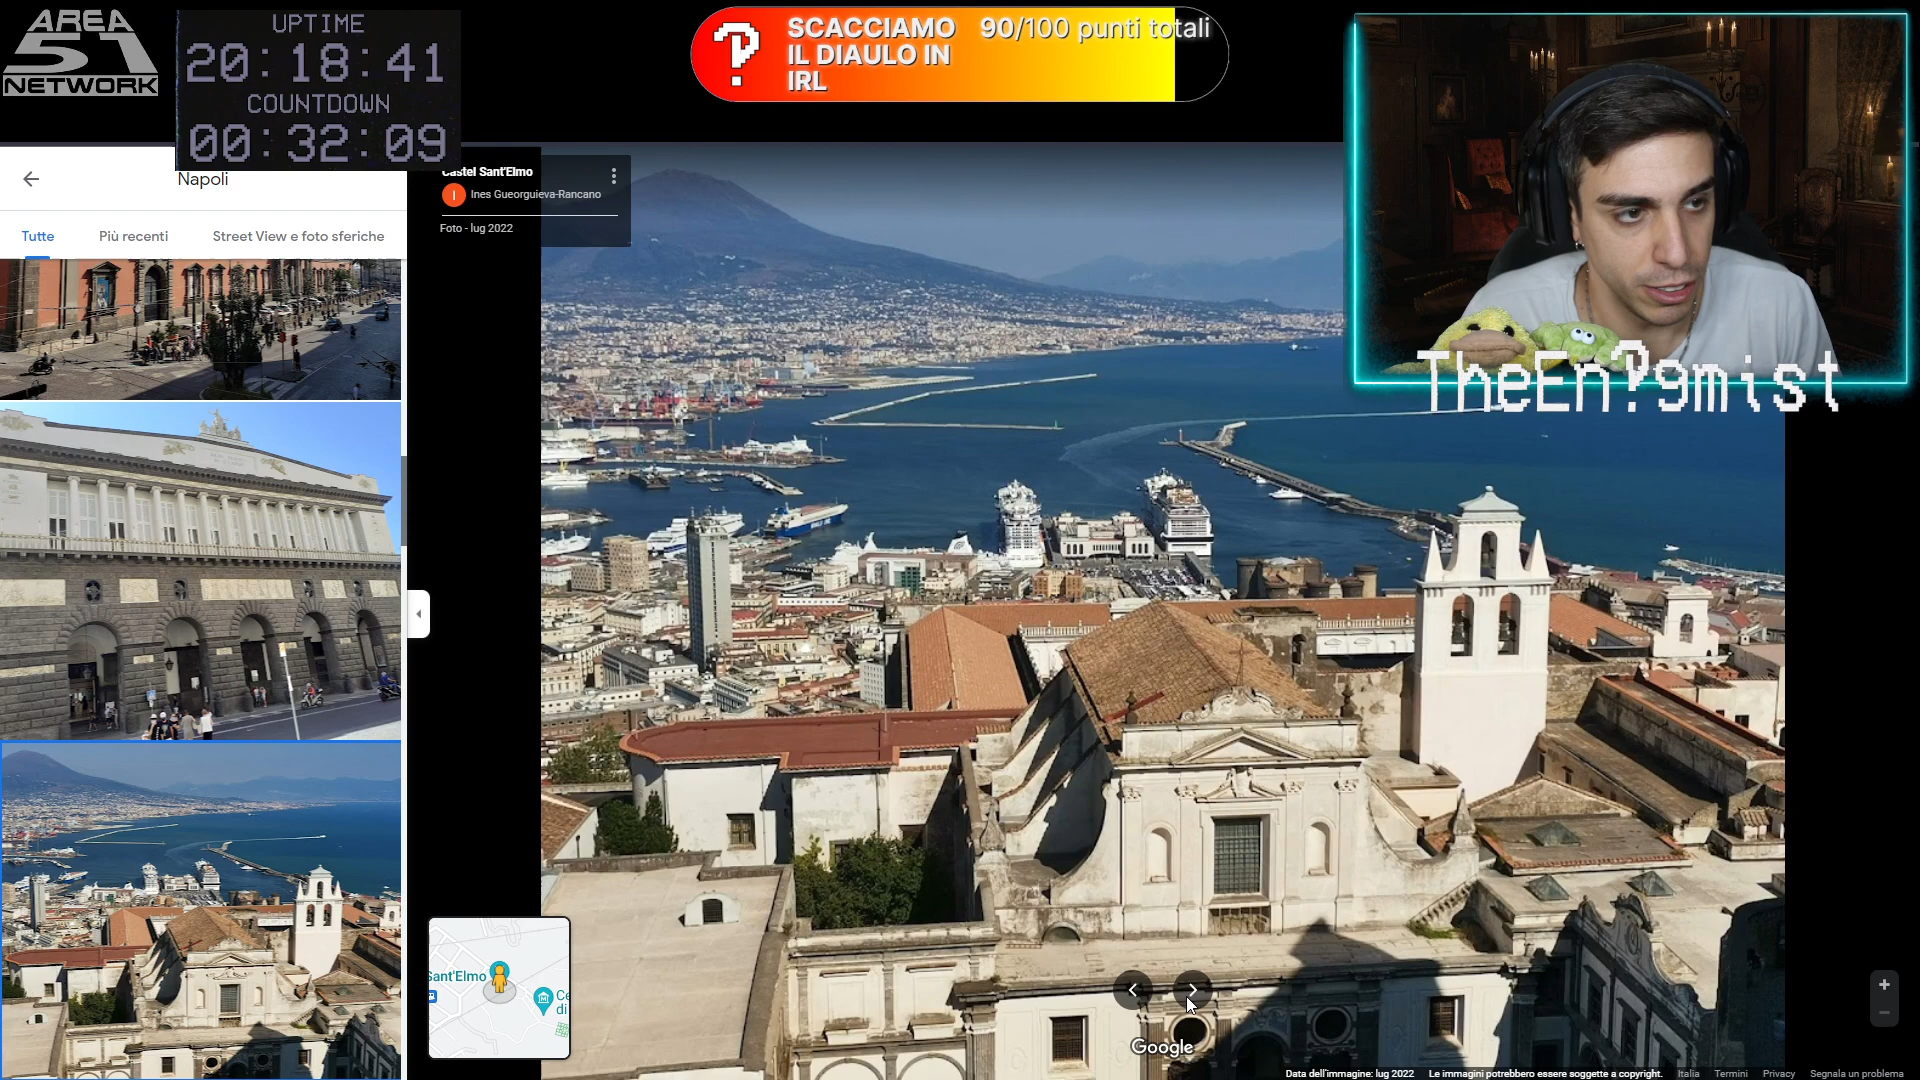 AREA
51
NETWORK
UPTIME
20:18:41
COUNTDOWN
00:32:09
SCACCIAMO
IL DIAULO IN
IRL
90/100 punti totali
TheEn?gmist
Napoli
Tutte
Più recenti
Street View e foto sferiche
Castel Sant'Elmo
I
Ines Gueorguieva-Rancano
Foto - lug 2022
Sant'Elmo
Ce
di
Google
Data dell'immagine: lug 2022
Le immagini potrebbero essere soggette a copyright.
Italia
Termini
Privacy
Segnala un problema